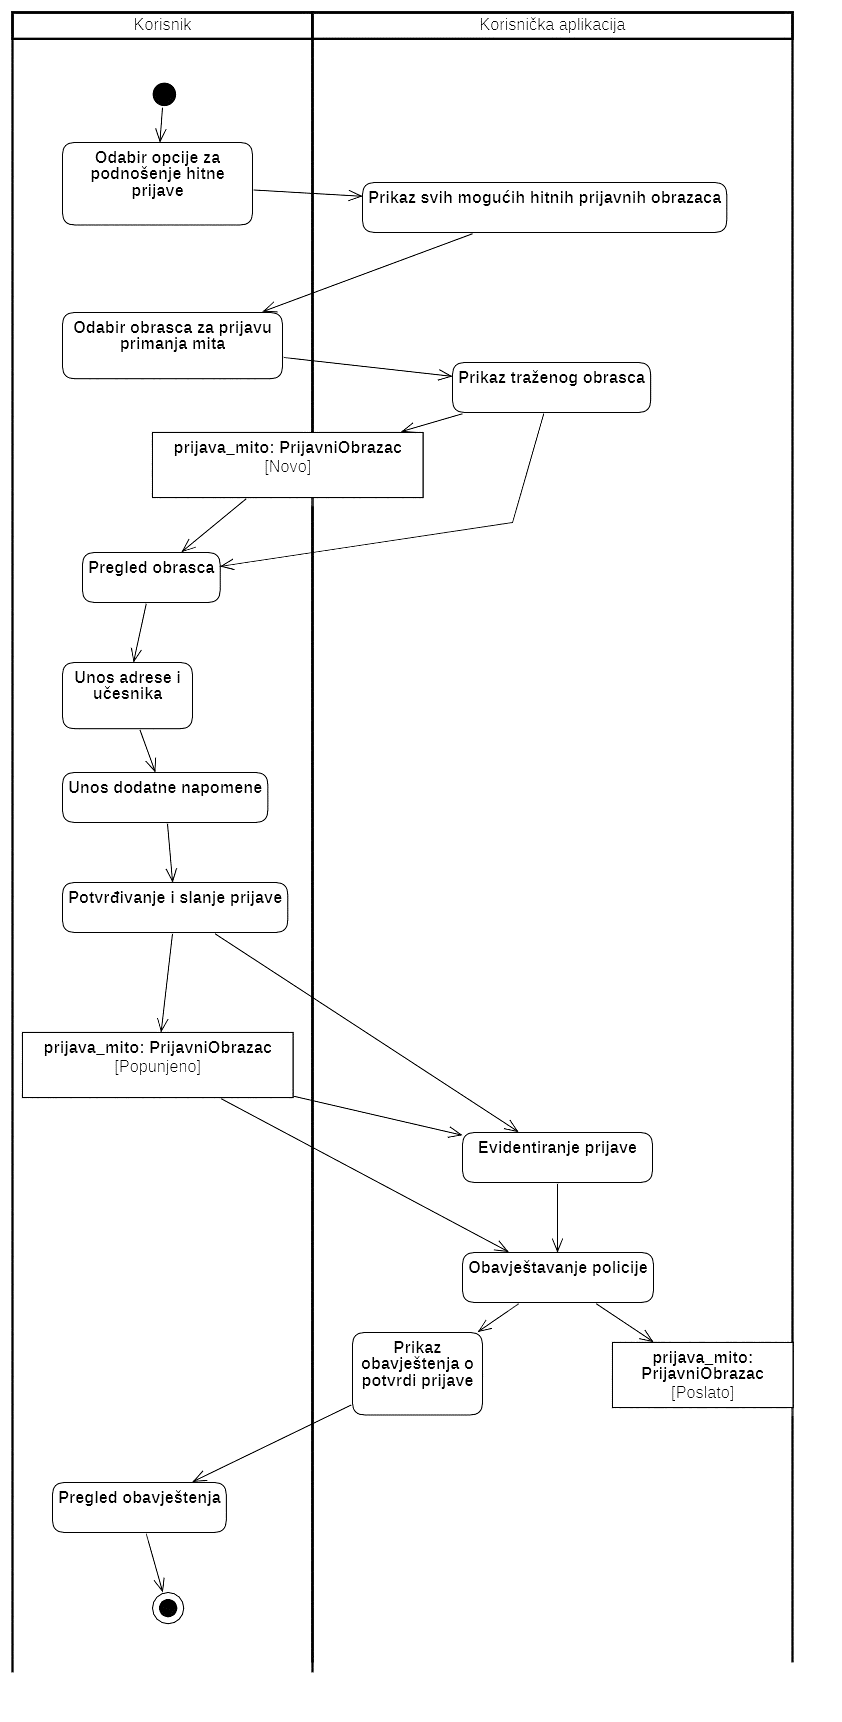 Korisnik
Korisnička aplikacija
Odabir opcije za
podnošenje hitne
prijave
Prikaz svih mogućih hitnih prijavnih obrazaca
Odabir obrasca za prijavu
primanja mita
Prikaz traženog obrasca
prijava_mito: PrijavniObrazac
[Novo]
Pregled obrasca
Unos adrese i
učesnika
Unos dodatne napomene
Potvrđivanje i slanje prijave
prijava_mito: PrijavniObrazac
[Popunjeno]
Evidentiranje prijave
Obavještavanje policije
Prikaz
obavještenja o
potvrdi prijave
prijava_mito:
PrijavniObrazac
[Poslato]
Pregled obavještenja